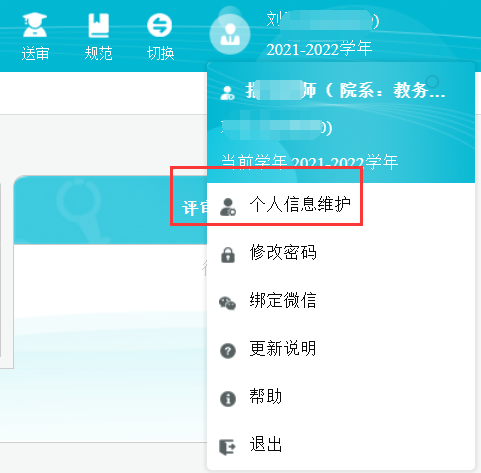 送审
规范
切换
刘
2021-2022学年
师（ 院系：教务...
当前学年 2021-2022学年
评
个人信息维护
修改密码
绑定微信
更新说明
帮助
退出